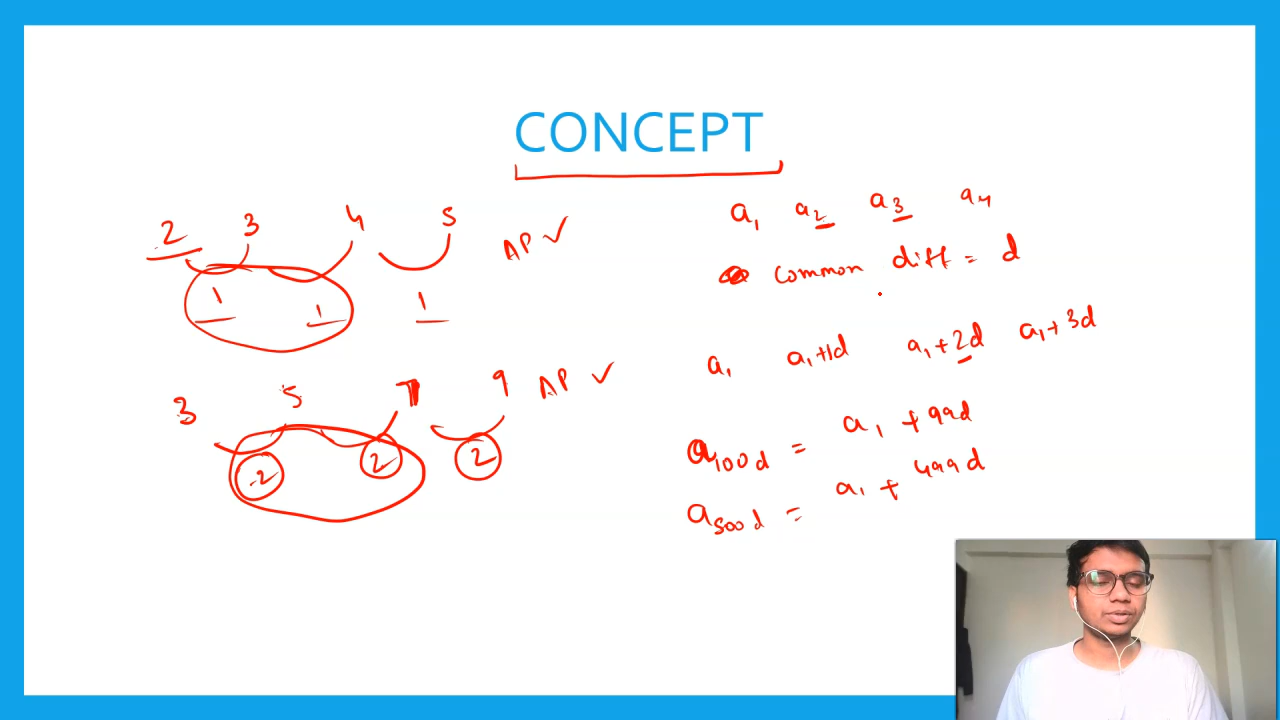 CONCEPT
2 3 4 5 AP ✓
1 1 1
3 5 7 9 AP ✓
2 2 2
a1 a2 a3 a4
common diff = d
a1 a1+1d a1+2d a1+3d
a100d = a1 + 99d
a500d = a1 + 499d